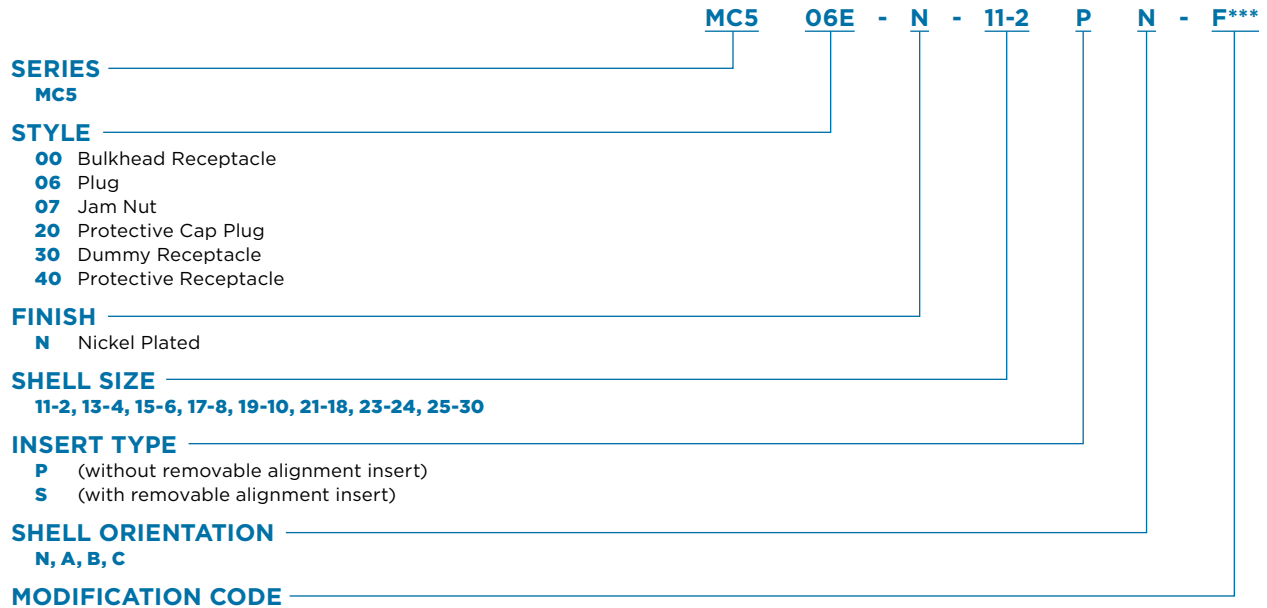 MC5 06E - N - 11-2 P N - F***
SERIES
MC5
STYLE
00 Bulkhead Receptacle
06 Plug
07 Jam Nut
20 Protective Cap Plug
30 Dummy Receptacle
40 Protective Receptacle
FINISH
N Nickel Plated
SHELL SIZE
11-2, 13-4, 15-6, 17-8, 19-10, 21-18, 23-24, 25-30
INSERT TYPE
P (without removable alignment insert)
S (with removable alignment insert)
SHELL ORIENTATION
N, A, B, C
MODIFICATION CODE